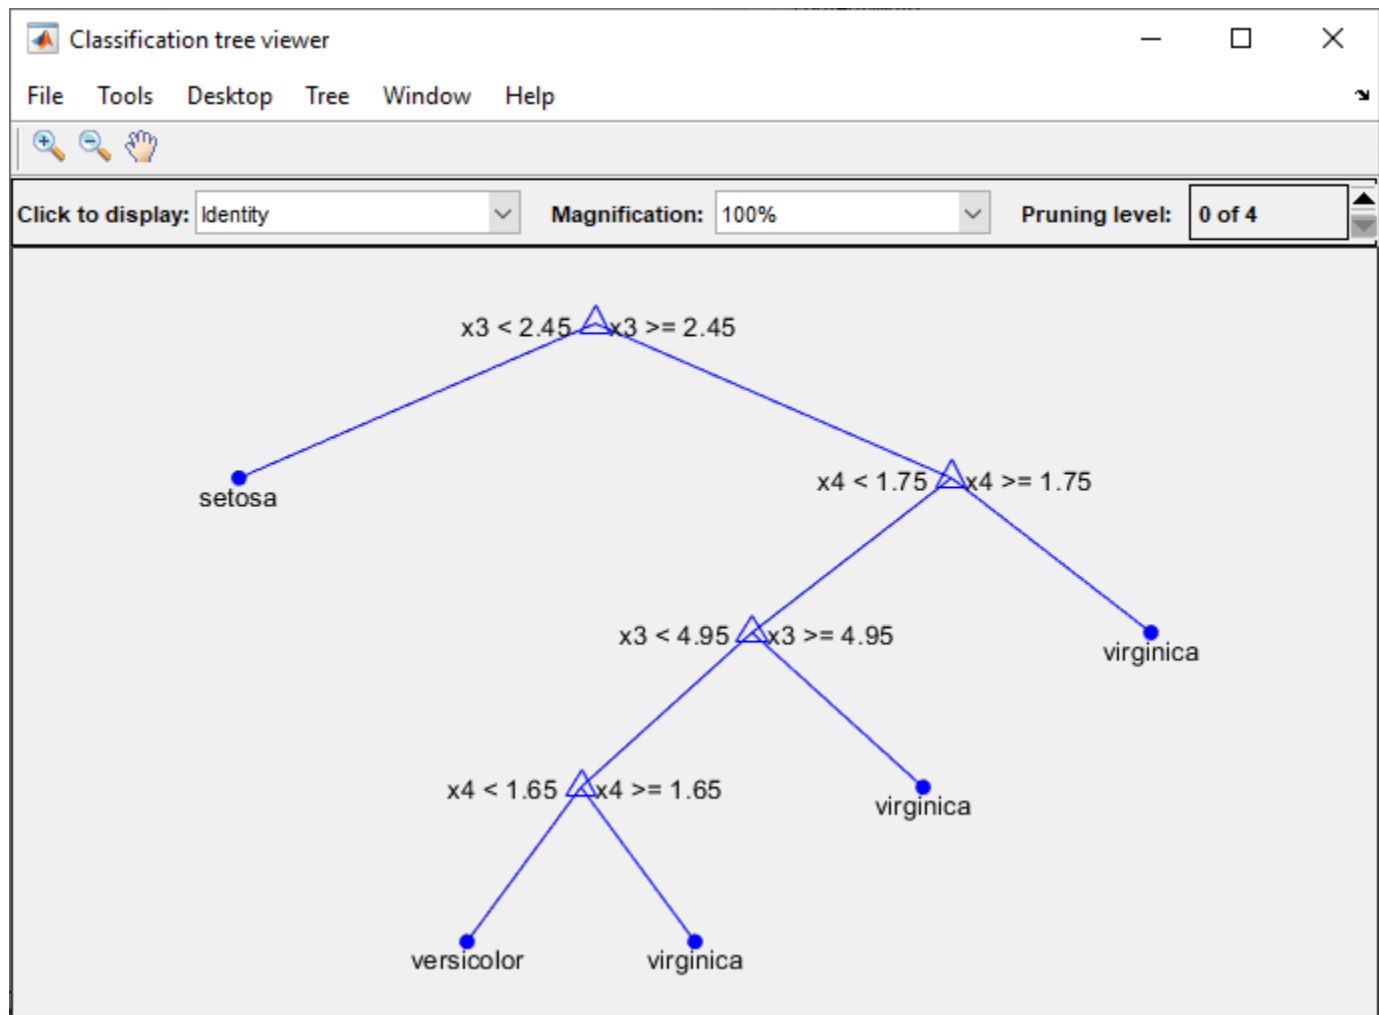 Classification tree viewer
File Tools Desktop Tree Window Help
Click to display: Identity Magnification: 100% Pruning level: 0 of 4
x3 < 2.45 x3 >= 2.45
setosa
x4 < 1.75 x4 >= 1.75
x3 < 4.95 x3 >= 4.95
virginica
x4 < 1.65 x4 >= 1.65
virginica
versicolor virginica